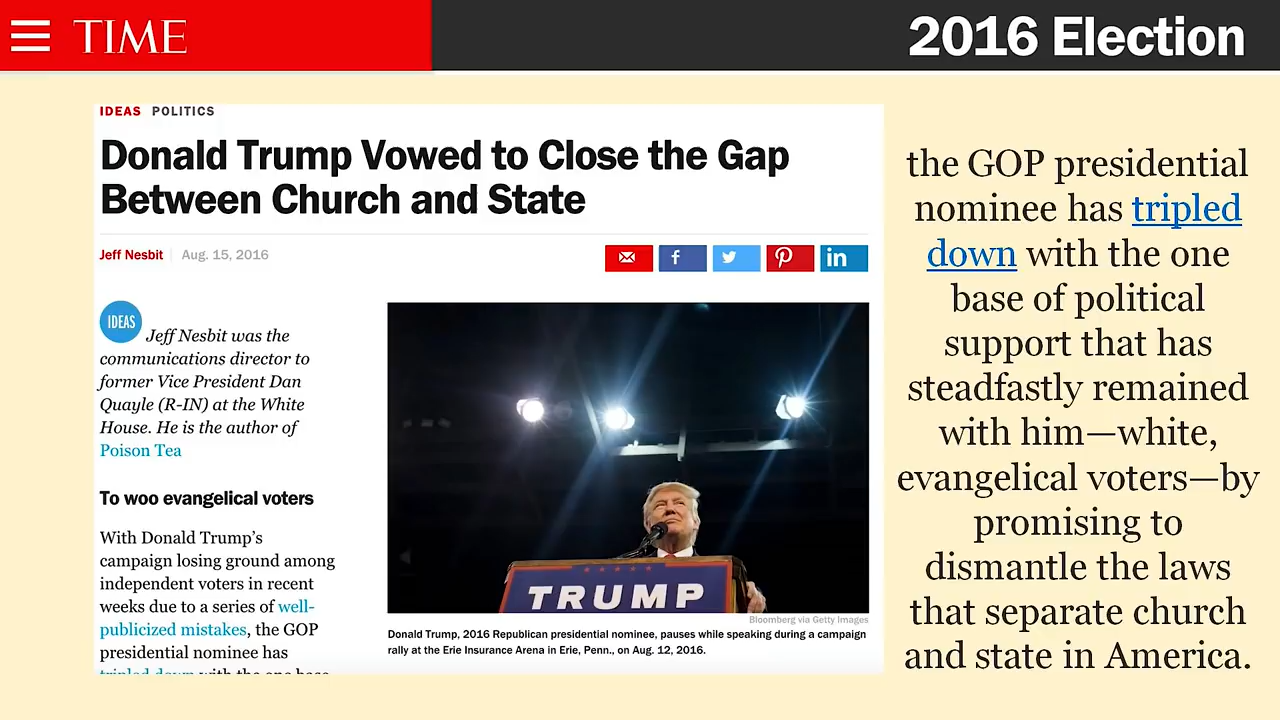 TIME
2016 Election
IDEAS POLITICS
Donald Trump Vowed to Close the Gap
Between Church and State
Jeff Nesbit Aug. 15, 2016
f
in
IDEAS
Jeff Nesbit was the
communications director to
former Vice President Dan
Quayle (R-IN) at the White
House. He is the author of
Poison Tea
To woo evangelical voters
With Donald Trump’s
campaign losing ground among
independent voters in recent
weeks due to a series of well-
publicized mistakes, the GOP
presidential nominee has
tripled down with the one base
TRUMP
Bloomberg via Getty Images
Donald Trump, 2016 Republican presidential nominee, pauses while speaking during a campaign
rally at the Erie Insurance Arena in Erie, Penn., on Aug. 12, 2016.
the GOP presidential
nominee has tripled
down with the one
base of political
support that has
steadfastly remained
with him—white,
evangelical voters—by
promising to
dismantle the laws
that separate church
and state in America.